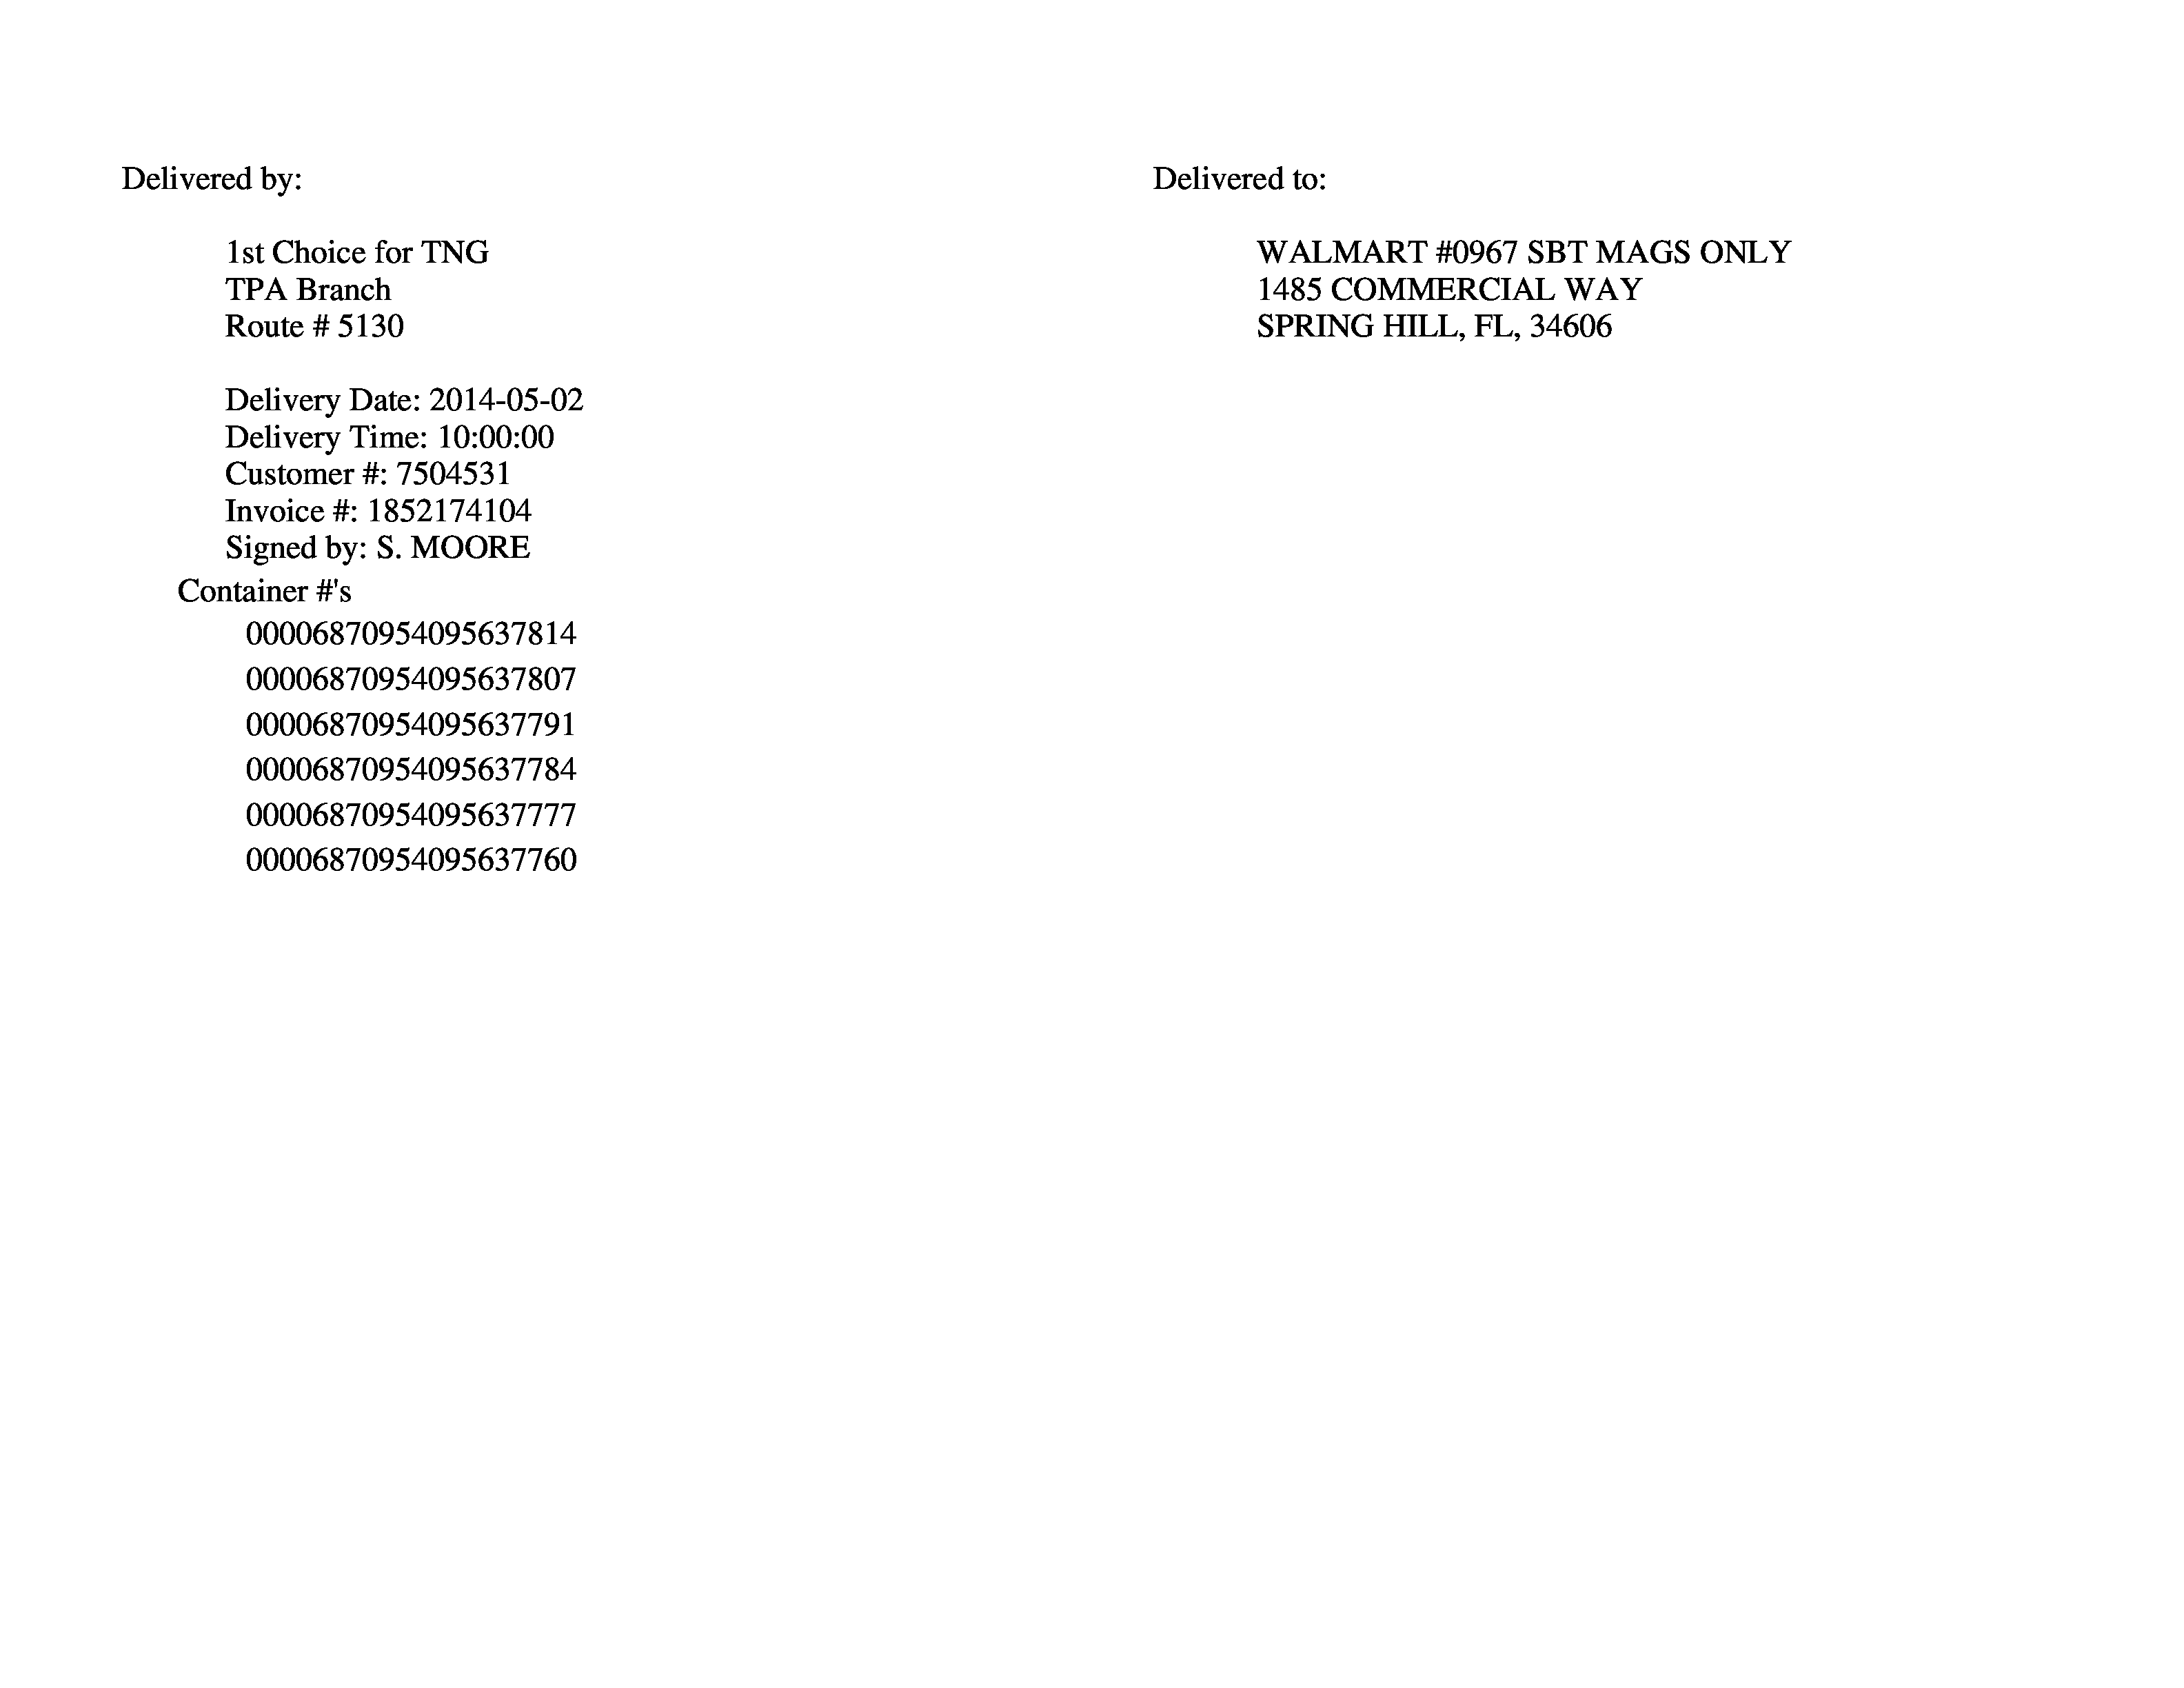 Delivered by:
1st Choice for TNG
TPA Branch
Route # 5130
Delivery Date: 2014-05-02
Delivery Time: 10:00:00
Customer #: 7504531
Invoice #: 1852174104
Signed by: S. MOORE
Container #'s
00006870954095637814
00006870954095637807
00006870954095637791
00006870954095637784
00006870954095637777
00006870954095637760
Delivered to:
WALMART #0967 SBT MAGS ONLY
1485 COMMERCIAL WAY
SPRING HILL, FL, 34606